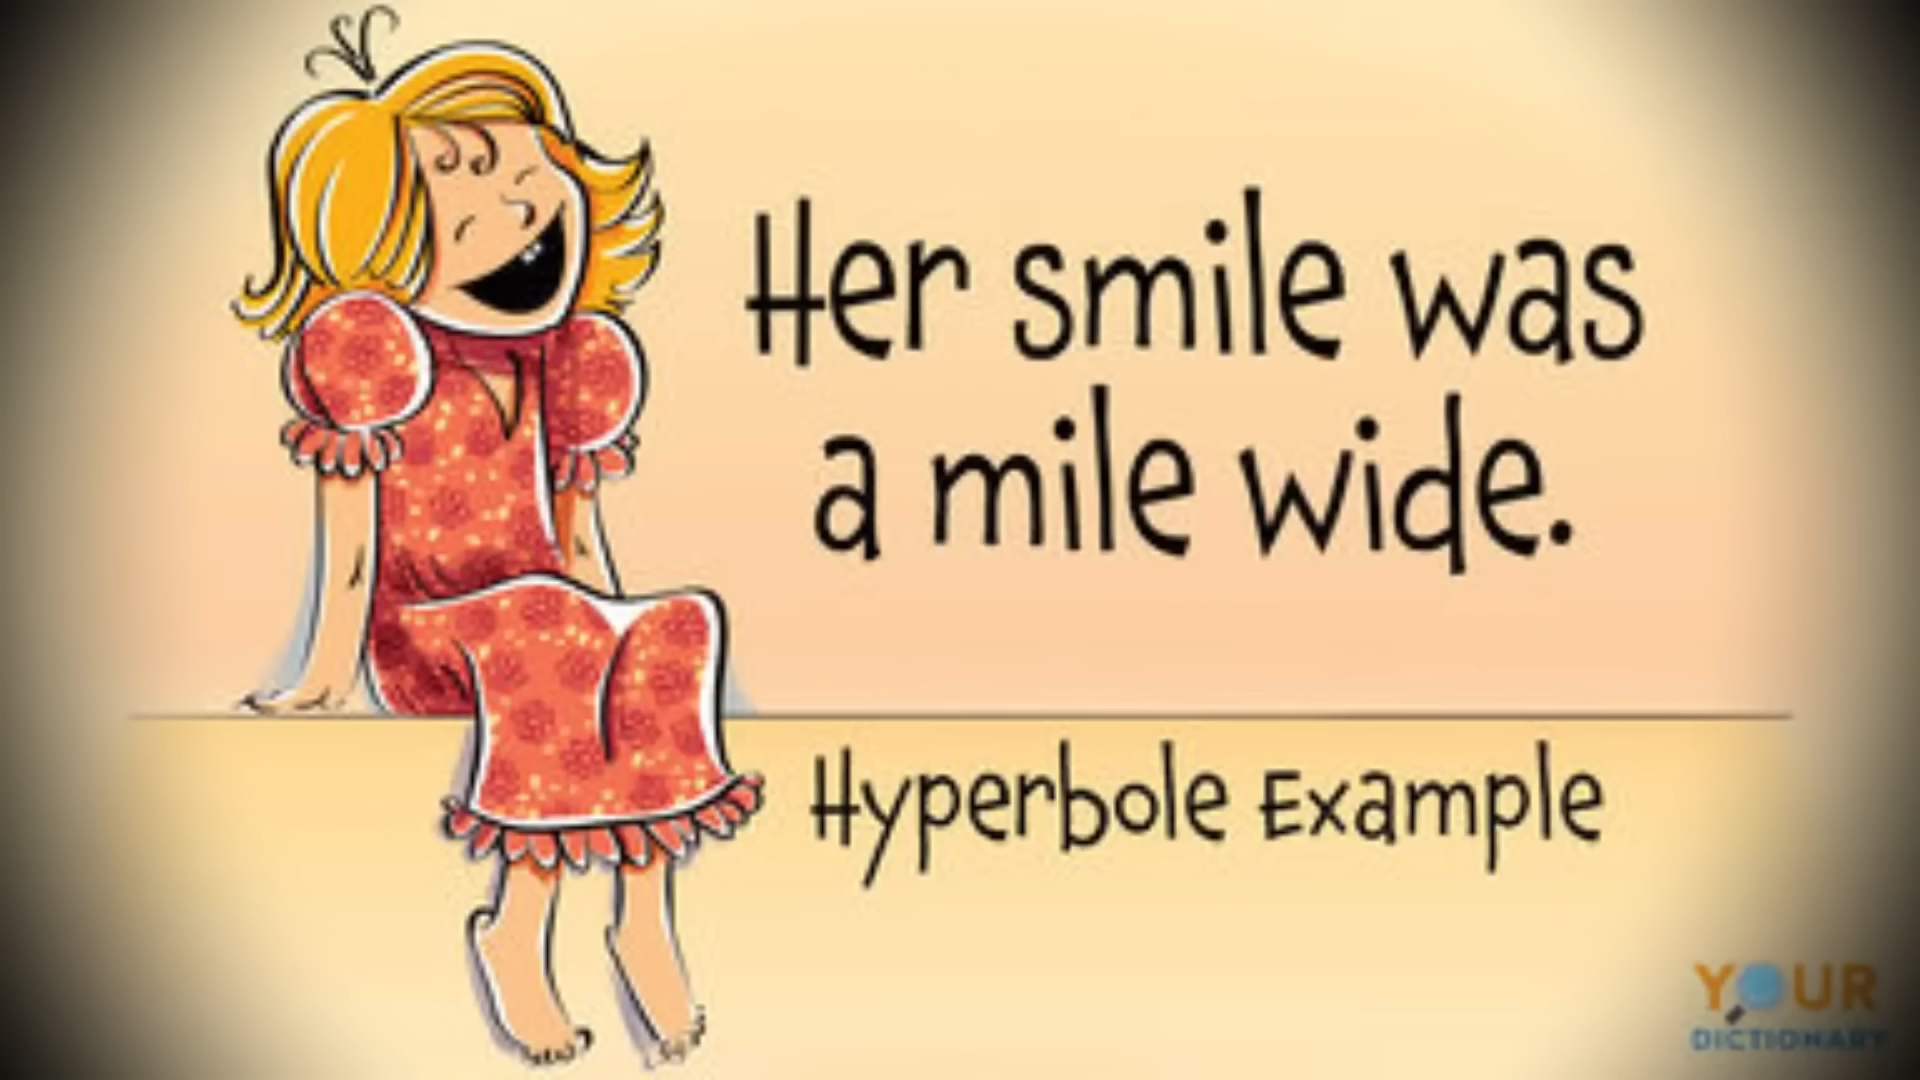 Her smile was
a mile wide.
Hyperbole Example
YOUR
DICTIONARY